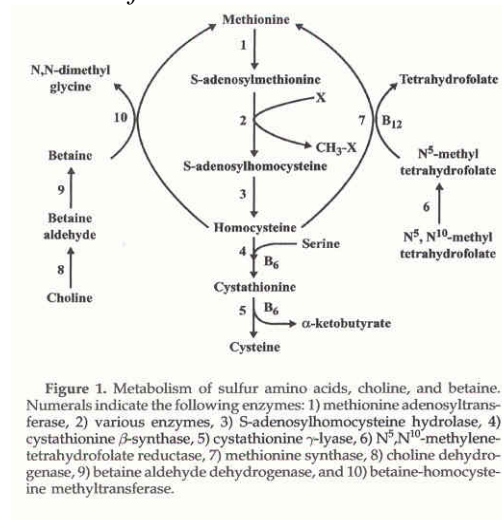 Methionine
1
N,N-dimethyl
glycine
S-adenosylmethionine
Tetrahydrofolate
X
10
2
7
B12
CH3-X
Betaine
N5-methyl
tetrahydrofolate
S-adenosylhomocysteine
9
3
6
Betaine
aldehyde
Homocysteine
N5, N10-methyl
tetrahydrofolate
4
Serine
B6
8
Cystathionine
Choline
5
B6
α-ketobutyrate
Cysteine
Figure 1. Metabolism of sulfur amino acids, choline, and betaine.
Numerals indicate the following enzymes: 1) methionine adenosyltrans-
ferase, 2) various enzymes, 3) S-adenosylhomocysteine hydrolase, 4)
cystathionine β-synthase, 5) cystathionine γ-lyase, 6) N5,N10-methylene-
tetrahydrofolate reductase, 7) methionine synthase, 8) choline dehydro-
genase, 9) betaine aldehyde dehydrogenase, and 10) betaine-homocyste-
ine methyltransferase.